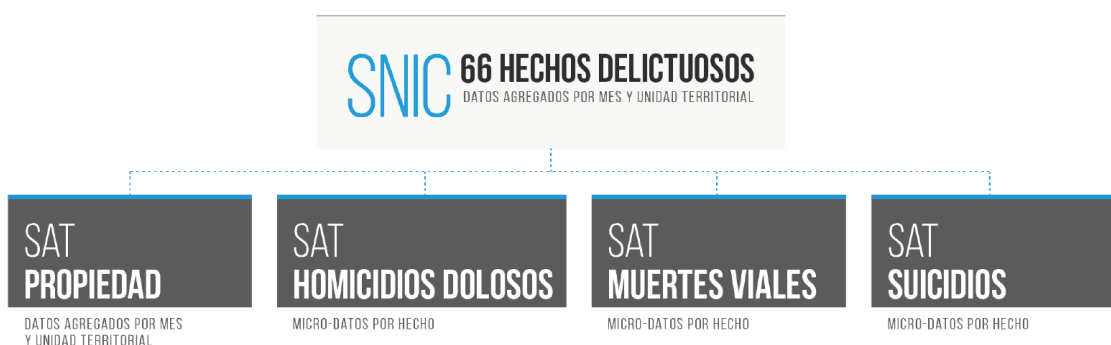 SNIC 66 HECHOS DELICTUOSOS
DATOS AGREGADOS POR MES Y UNIDAD TERRITORIAL
SAT
PROPIEDAD
DATOS AGREGADOS POR MES
Y UNIDAD TERRITORIAL
SAT
HOMICIDIOS DOLOSOS
MICRO-DATOS POR HECHO
SAT
MUERTES VIALES
MICRO-DATOS POR HECHO
SAT
SUICIDIOS
MICRO-DATOS POR HECHO